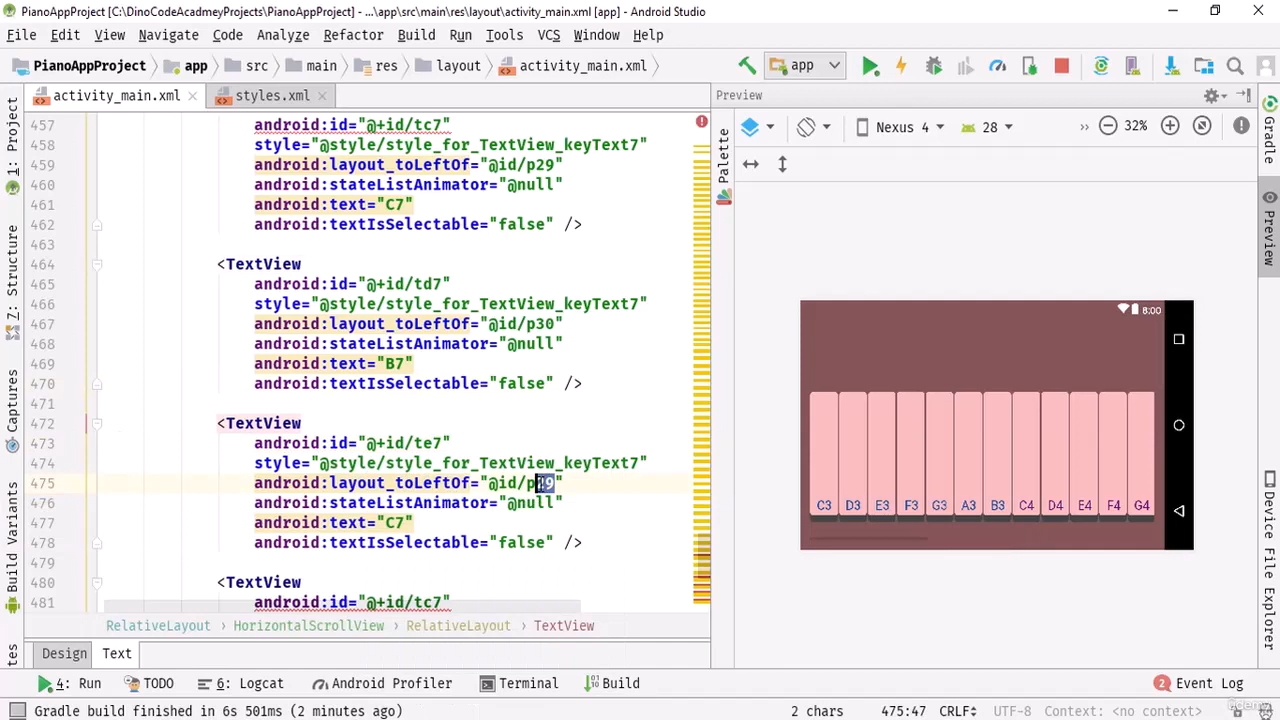 PianoAppProject [C:\DinoCodeAcadmeyProjects\PianoAppProject] - ...\app\src\main\res\layout\activity_main.xml [app] - Android Studio
File Edit View Navigate Code Analyze Refactor Build Run Tools VCS Window Help
PianoAppProject app src main res layout activity_main.xml app
activity_main.xml styles.xml Preview
1: Project
Z: Structure
Captures
Build Variants
Palette
Nexus 4 28 32%
Gradle
Preview
Device File Explorer
457 android:id="@+id/tc7"
458 style="@style/style_for_TextView_keyText7"
459 android:layout_toLeftOf="@id/p29"
460 android:stateListAnimator="@null"
461 android:text="C7"
462 android:textIsSelectable="false" />
463
464 <TextView
465 android:id="@+id/td7"
466 style="@style/style_for_TextView_keyText7"
467 android:layout_toLeftOf="@id/p30"
468 android:stateListAnimator="@null"
469 android:text="B7"
470 android:textIsSelectable="false" />
471
472 <TextView
473 android:id="@+id/te7"
474 style="@style/style_for_TextView_keyText7"
475 android:layout_toLeftOf="@id/p29"
476 android:stateListAnimator="@null"
477 android:text="C7"
478 android:textIsSelectable="false" />
479
480 <TextView
481 android:id="@+id/tc7"
8:00
C3 D3 E3 F3 G3 A3 B3 C4 D4 E4 F4 G4
RelativeLayout HorizontalScrollView RelativeLayout TextView
Design Text
4: Run TODO 6: Logcat Android Profiler Terminal Build 2 Event Log
Gradle build finished in 6s 501ms (2 minutes ago) 2 chars 475:47 CRLF UTF-8 Context: <no context>